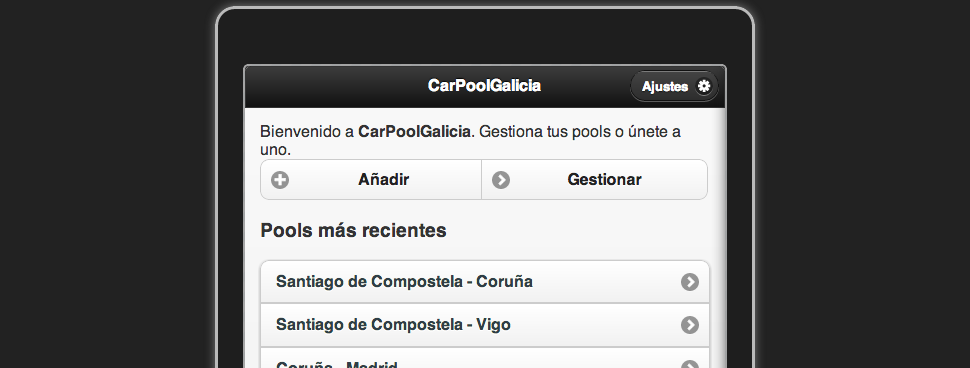 CarPoolGalicia
Ajustes
Bienvenido a CarPoolGalicia. Gestiona tus pools o únete a
uno.
Añadir
Gestionar
Pools más recientes
Santiago de Compostela - Coruña
Santiago de Compostela - Vigo
Coruña - Madrid